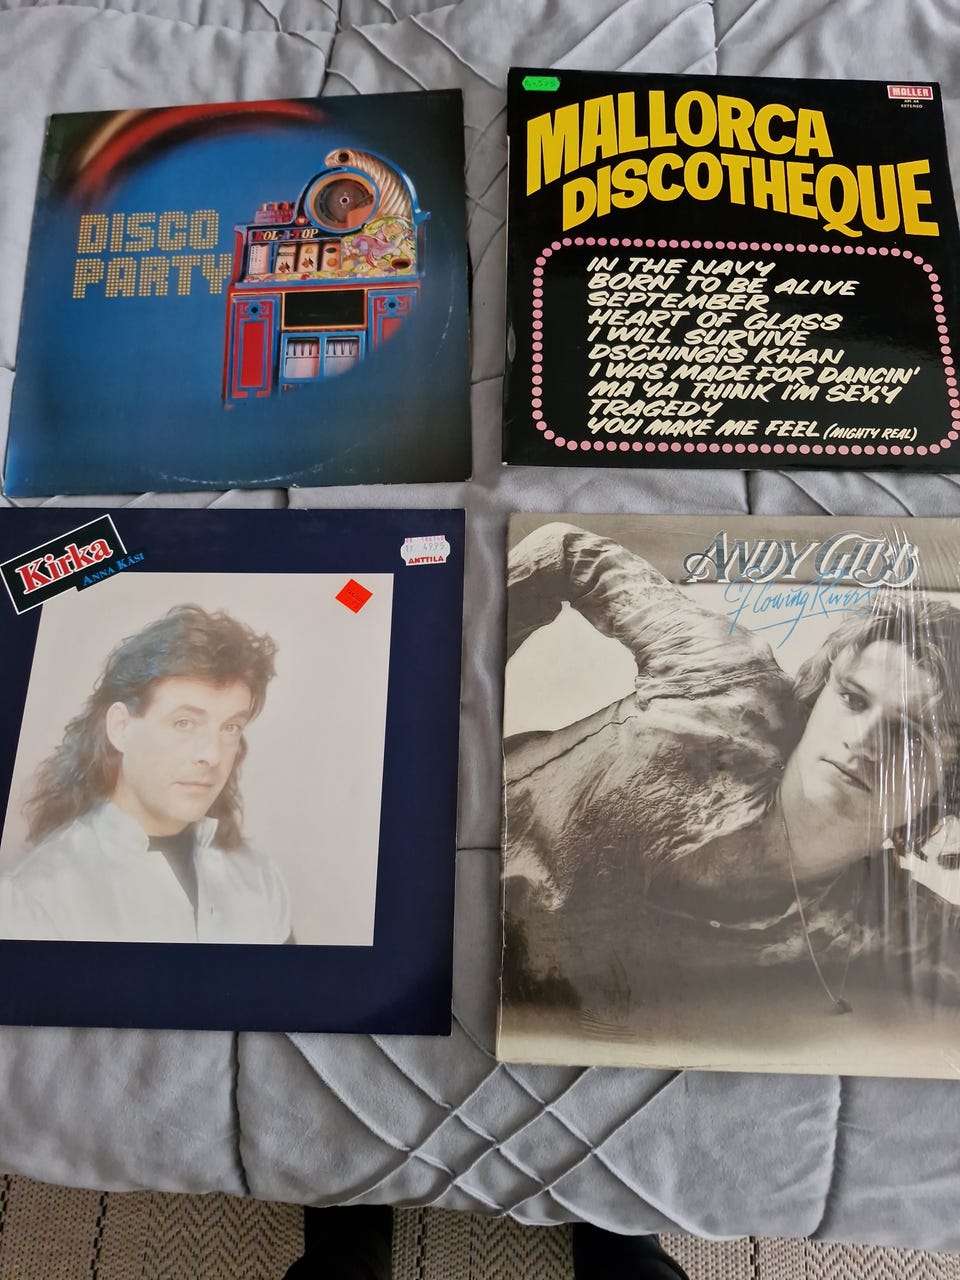 DISCO
PARTY
ROL-A-TOP
MALLER
ESTEREO
MALLORCA
DISCOTHEQUE
IN THE NAVY
BORN TO BE ALIVE
SEPTEMBER
HEART OF GLASS
I WILL SURVIVE
DSCHINGIS KHAN
I WAS MADE FOR DANCIN'
MA YA THINK I'M SEXY
TRAGEDY
YOU MAKE ME FEEL (MIGHTY REAL)
Kirka
ANNA KÄSI
4995
ANTTILA
ANDY GIBB
Flowing Rivers